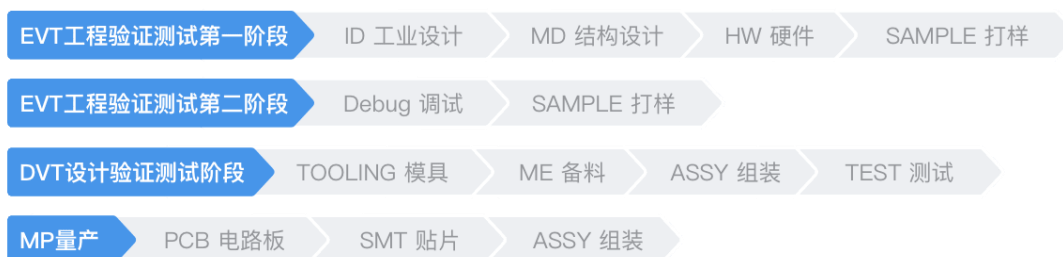 EVT工程验证测试第一阶段 ID 工业设计 MD 结构设计 HW 硬件 SAMPLE 打样
EVT工程验证测试第二阶段 Debug 调试 SAMPLE 打样
DVT设计验证测试阶段 TOOLING 模具 ME 备料 ASSY 组装 TEST 测试
MP量产 PCB 电路板 SMT 贴片 ASSY 组装